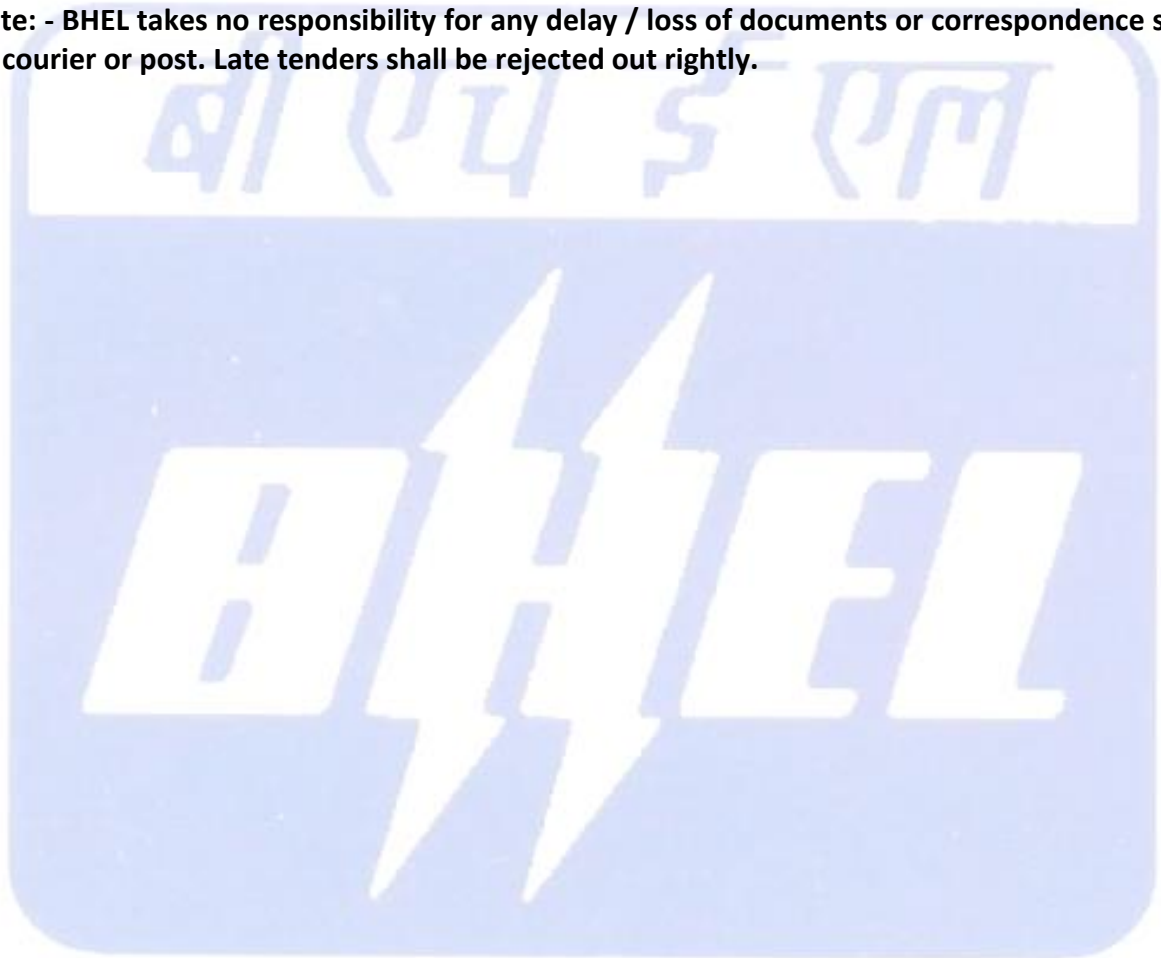 te: - BHEL takes no responsibility for any delay / loss of documents or correspondence s
courier or post. Late tenders shall be rejected out rightly.
बी एच ई एल
BHEL